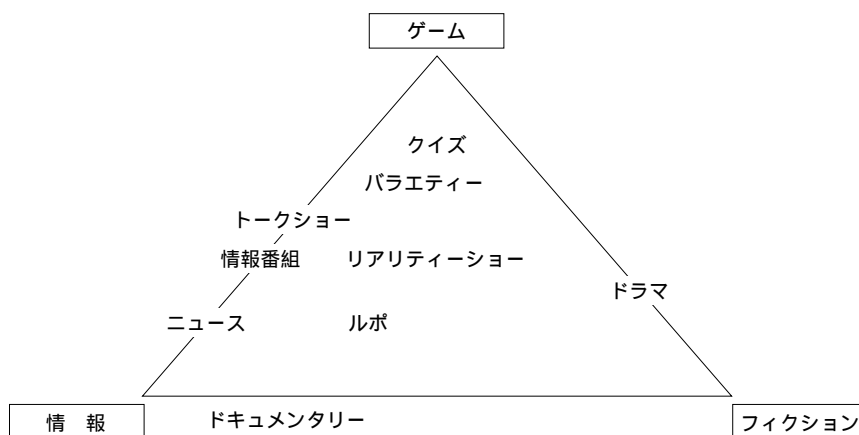 ゲーム
クイズ
バラエティー
トークショー
情報番組 リアリティーショー
ドラマ
ニュース ルポ
情 報 ドキュメンタリー フィクション